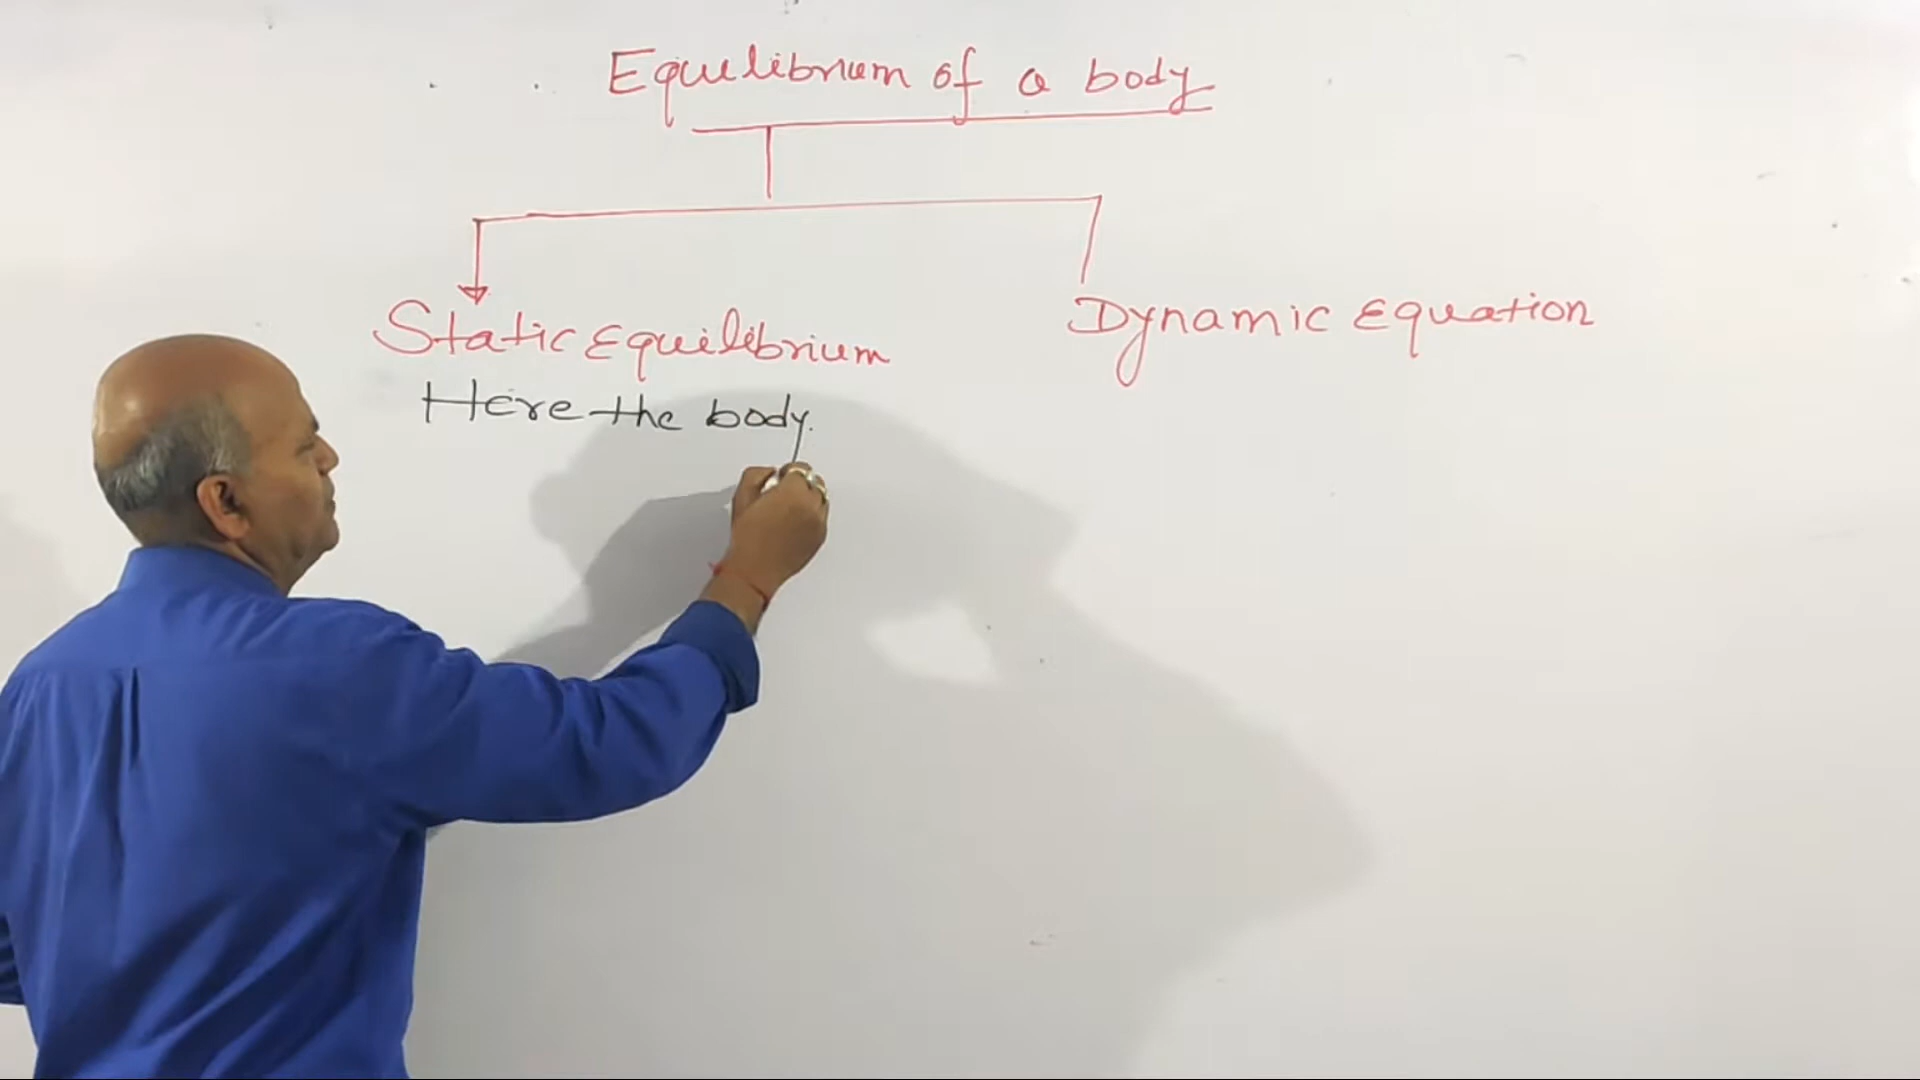 Equilibrium of a body
Static Equilibrium
Dynamic Equation
Here the body